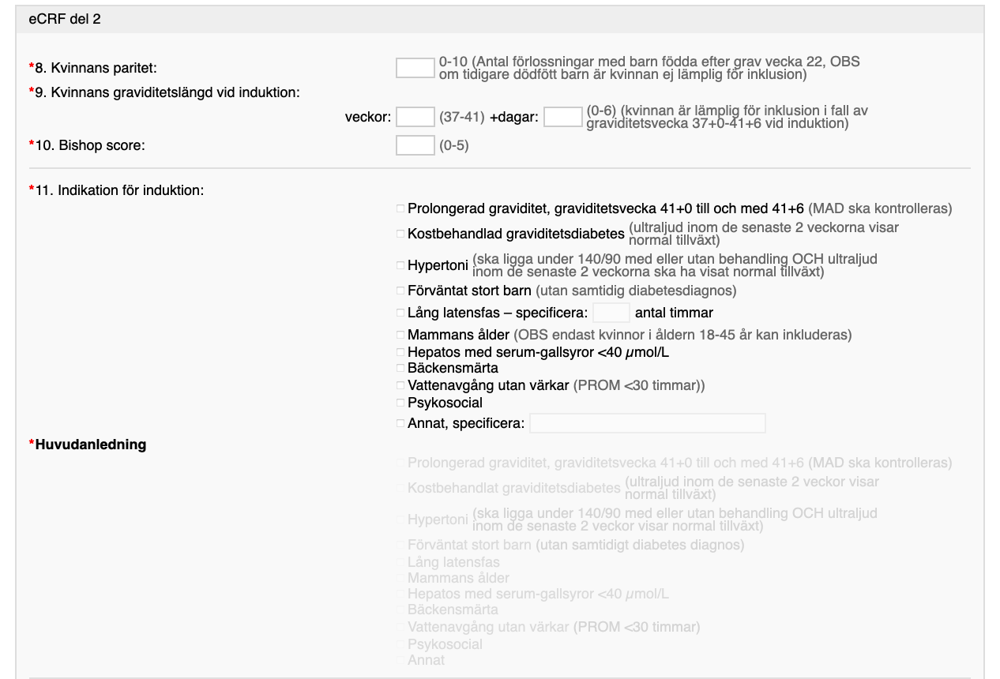 eCRF del 2
*8. Kvinnans paritet:
0-10 (Antal förlossningar med barn födda efter grav vecka 22, OBS
om tidigare dödfött barn är kvinnan ej lämplig för inklusion)
*9. Kvinnans graviditetslängd vid induktion:
veckor: (37-41) +dagar: (0-6) (kvinnan är lämplig för inklusion i fall av
graviditetsvecka 37+0-41+6 vid induktion)
*10. Bishop score: (0-5)
*11. Indikation för induktion:
Prolongerad graviditet, graviditetsvecka 41+0 till och med 41+6 (MAD ska kontrolleras)
Kostbehandlad graviditetsdiabetes (ultraljud inom de senaste 2 veckorna visar
normal tillväxt)
Hypertoni (ska ligga under 140/90 med eller utan behandling OCH ultraljud
inom de senaste 2 veckorna ska ha visat normal tillväxt)
Förväntat stort barn (utan samtidig diabetesdiagnos)
Lång latensfas – specificera: antal timmar
Mammans ålder (OBS endast kvinnor i åldern 18-45 år kan inkluderas)
Hepatos med serum-gallsyror <40 µmol/L
Bäckensmärta
Vattenavgång utan värkar (PROM <30 timmar))
Psykosocial
Annat, specificera:
*Huvudanledning
Prolongerad graviditet, graviditetsvecka 41+0 till och med 41+6 (MAD ska kontrolleras)
Kostbehandlat graviditetsdiabetes (ultraljud inom de senaste 2 veckor visar
normal tillväxt)
Hypertoni (ska ligga under 140/90 med eller utan behandling OCH ultraljud
inom de senaste 2 veckor visar normal tillväxt)
Förväntat stort barn (utan samtidigt diabetes diagnos)
Lång latensfas
Mammans ålder
Hepatos med serum-gallsyror <40 µmol/L
Bäckensmärta
Vattenavgång utan värkar (PROM <30 timmar)
Psykosocial
Annat